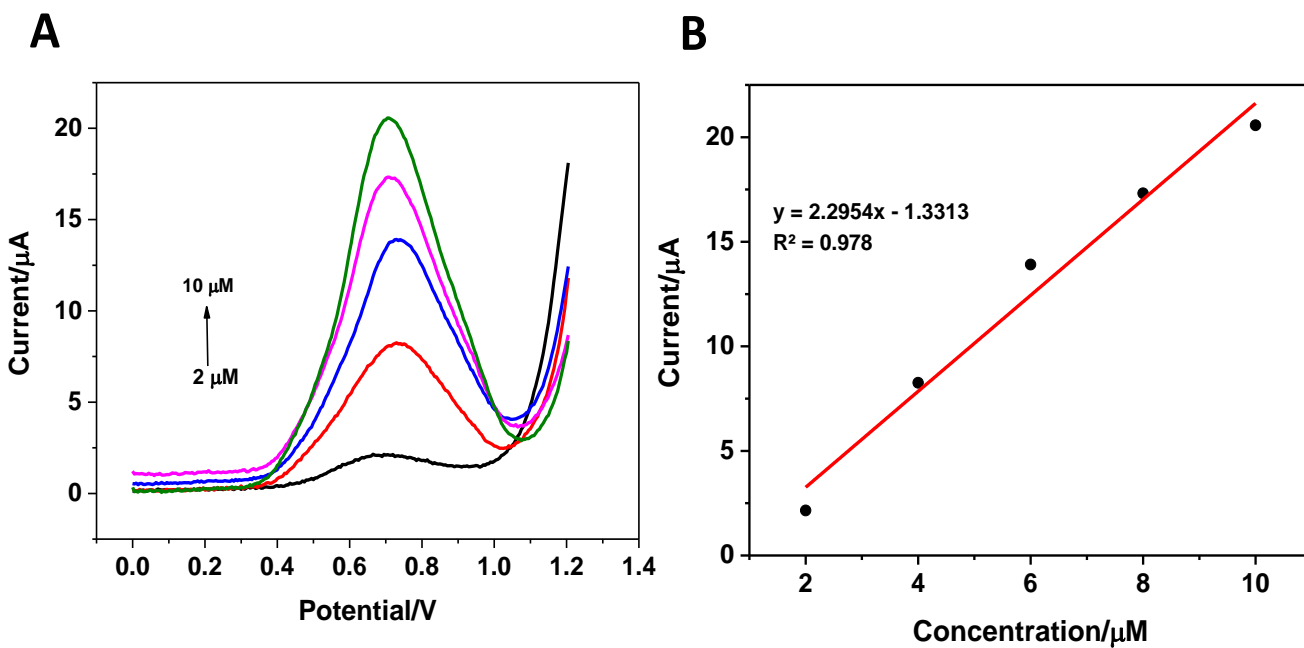 A
20
15
10
5
0
Current/μA
10 μM
2 μM
0.0 0.2 0.4 0.6 0.8 1.0 1.2 1.4
Potential/V
B
20
15
10
5
0
Current/μA
y = 2.2954x - 1.3313
R² = 0.978
2 4 6 8 10
Concentration/μM